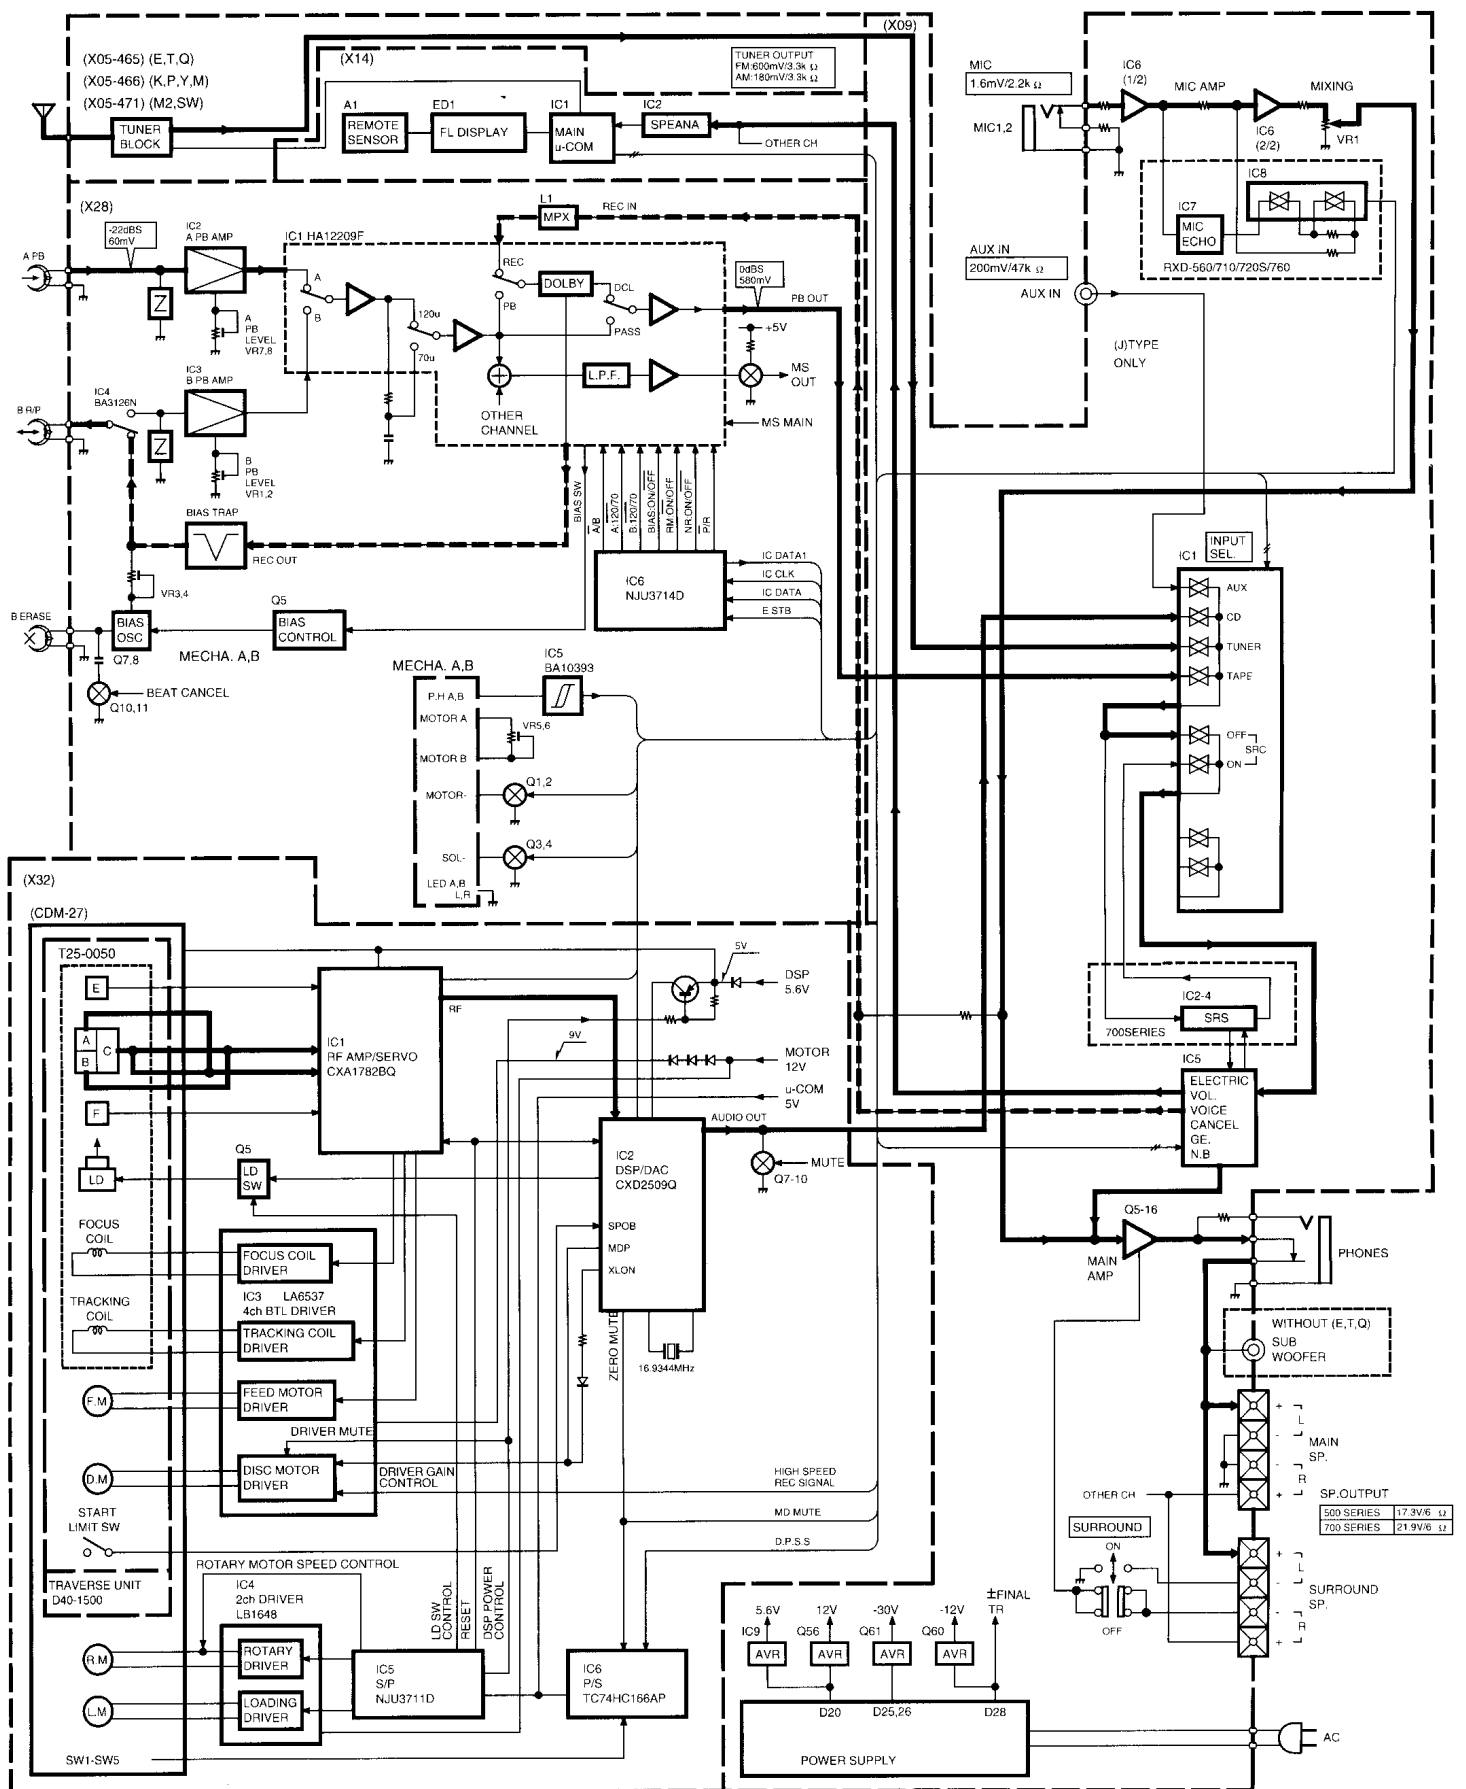 (X05-465) (E,T,Q)
(X05-466) (K,P,Y,M)
(X05-471) (M2,SW)
TUNER
BLOCK
(X14)
A1
REMOTE
SENSOR
ED1
FL DISPLAY
IC1
MAIN
u-COM
IC2
SPEANA
OTHER CH
TUNER OUTPUT
FM:600mV/3.3k Ω
AM:180mV/3.3k Ω
(X09)
MIC
1.6mV/2.2k Ω
MIC1,2
IC6
(1/2)
MIC AMP
IC6
(2/2)
MIXING
VR1
IC8
IC7
MIC
ECHO
RXD-560/710/720S/760
AUX IN
200mV/47k Ω
AUX IN
(J)TYPE
ONLY
(X28)
A PB
-22dBS
60mV
IC2
A PB AMP
Z
A
PB
LEVEL
VR7,8
IC3
B PB AMP
IC4
BA3126N
B R/P
Z
B
PB
LEVEL
VR1,2
BIAS TRAP
REC OUT
VR3,4
B ERASE
BIAS
OSC
Q7,8
Q5
BIAS
CONTROL
MECHA. A,B
BEAT CANCEL
Q10,11
IC1 HA12209F
A
B
120u
70u
L1
MPX
REC IN
REC
PB
DOLBY
DCL
PASS
0dBS
580mV
PB OUT
+5V
L.P.F.
MS
OUT
OTHER
CHANNEL
MS MAIN
BIAS SW
A/B
A:120/70
B:120/70
BIAS:ON/OFF
RM:ON/OFF
NR:ON/OFF
P/R
IC6
NJU3714D
IC DATA1
IC CLK
IC DATA
E STB
MECHA. A,B
P.H A,B
MOTOR A
MOTOR B
MOTOR-
SOL-
LED A,B
L,R
IC5
BA10393
VR5,6
Q1,2
Q3,4
INPUT
SEL.
IC1
AUX
CD
TUNER
TAPE
OFF
SRC
ON
IC2-4
SRS
700SERIES
IC5
ELECTRIC
VOL.
VOICE
CANCEL
GE.
N.B
(X32)
(CDM-27)
T25-0050
E
A
B
C
F
LD
FOCUS
COIL
TRACKING
COIL
F.M
D.M
START
LIMIT SW
TRAVERSE UNIT
D40-1500
R.M
L.M
SW1-SW5
IC1
RF AMP/SERVO
CXA1782BQ
RF
Q5
LD
SW
FOCUS COIL
DRIVER
IC3 LA6537
4ch BTL DRIVER
TRACKING COIL
DRIVER
FEED MOTOR
DRIVER
DRIVER MUTE
DISC MOTOR
DRIVER
DRIVER GAIN
CONTROL
ROTARY MOTOR SPEED CONTROL
IC4
2ch DRIVER
LB1648
ROTARY
DRIVER
LOADING
DRIVER
IC5
S/P
NJU3711D
LD SW
CONTROL
RESET
DSP POWER
CONTROL
IC6
P/S
TC74HC166AP
5V
DSP
5.6V
9V
MOTOR
12V
u-COM
5V
AUDIO OUT
IC2
DSP/DAC
CXD2509Q
SPOB
MDP
XLON
ZERO MUTE
16.9344MHz
MUTE
Q7-10
HIGH SPEED
REC SIGNAL
MD MUTE
D.P.S.S
Q5-16
MAIN
AMP
PHONES
WITHOUT (E,T,Q)
SUB
WOOFER
+
-
L
-
+
R
MAIN
SP.
OTHER CH
SP.OUTPUT
500 SERIES 17.3V/6 Ω
700 SERIES 21.9V/6 Ω
SURROUND
ON
OFF
+
-
L
-
+
R
SURROUND
SP.
5.6V
12V
-30V
-12V
±FINAL
TR
IC9
AVR
Q56
AVR
Q61
AVR
Q60
AVR
D20
D25,26
D28
POWER SUPPLY
AC